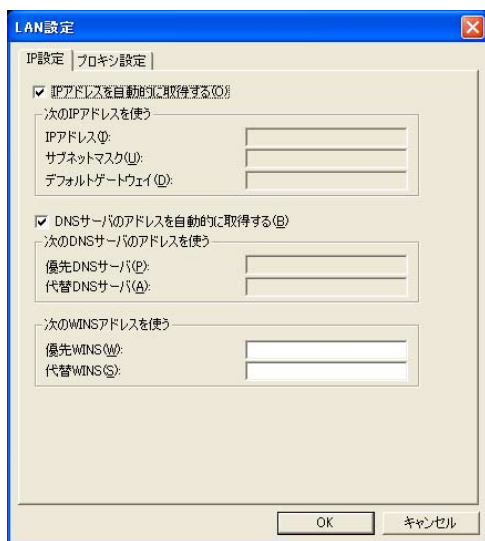 LAN設定
IP設定
プロキシ設定
IPアドレスを自動的に取得する(O)
次のIPアドレスを使う
IPアドレス(I):
サブネットマスク(U):
デフォルトゲートウェイ(D):
DNSサーバのアドレスを自動的に取得する(B)
次のDNSサーバのアドレスを使う
優先DNSサーバ(P):
代替DNSサーバ(A):
次のWINSアドレスを使う
優先WINS(W):
代替WINS(S):
OK
キャンセル